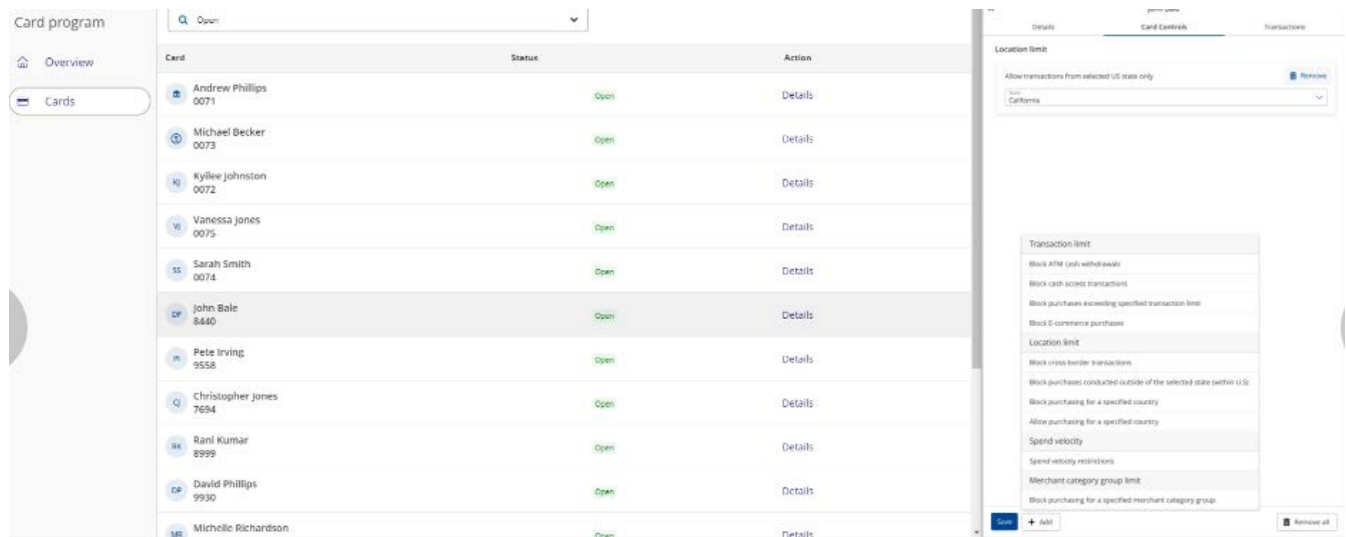 Card program
Overview
Cards
Open
Card Status Action
Andrew Phillips
0071
Open Details
Michael Becker
0073
Open Details
KJ
Kyilee Johnston
0072
Open Details
VJ
Vanessa Jones
0075
Open Details
SS
Sarah Smith
0074
Open Details
DP
John Bale
8440
Open Details
PI
Pete Irving
9558
Open Details
CJ
Christopher Jones
7694
Open Details
RK
Rani Kumar
8999
Open Details
DP
David Phillips
9930
Open Details
MR
Michelle Richardson
Open Details
John Bale
Details Card Controls Transactions
Location limit
Allow transactions from selected US state only Remove
State
California
Transaction limit
Block ATM cash withdrawals
Block cash access transactions
Block purchases exceeding specified transaction limit
Block E-commerce purchases
Location limit
Block cross-border transactions
Block purchases conducted outside of the selected state (within U.S)
Block purchasing for a specified country
Allow purchasing for a specified country
Spend velocity
Spend velocity restrictions
Merchant category group limit
Block purchasing for a specified merchant category group
Save + Add Remove all